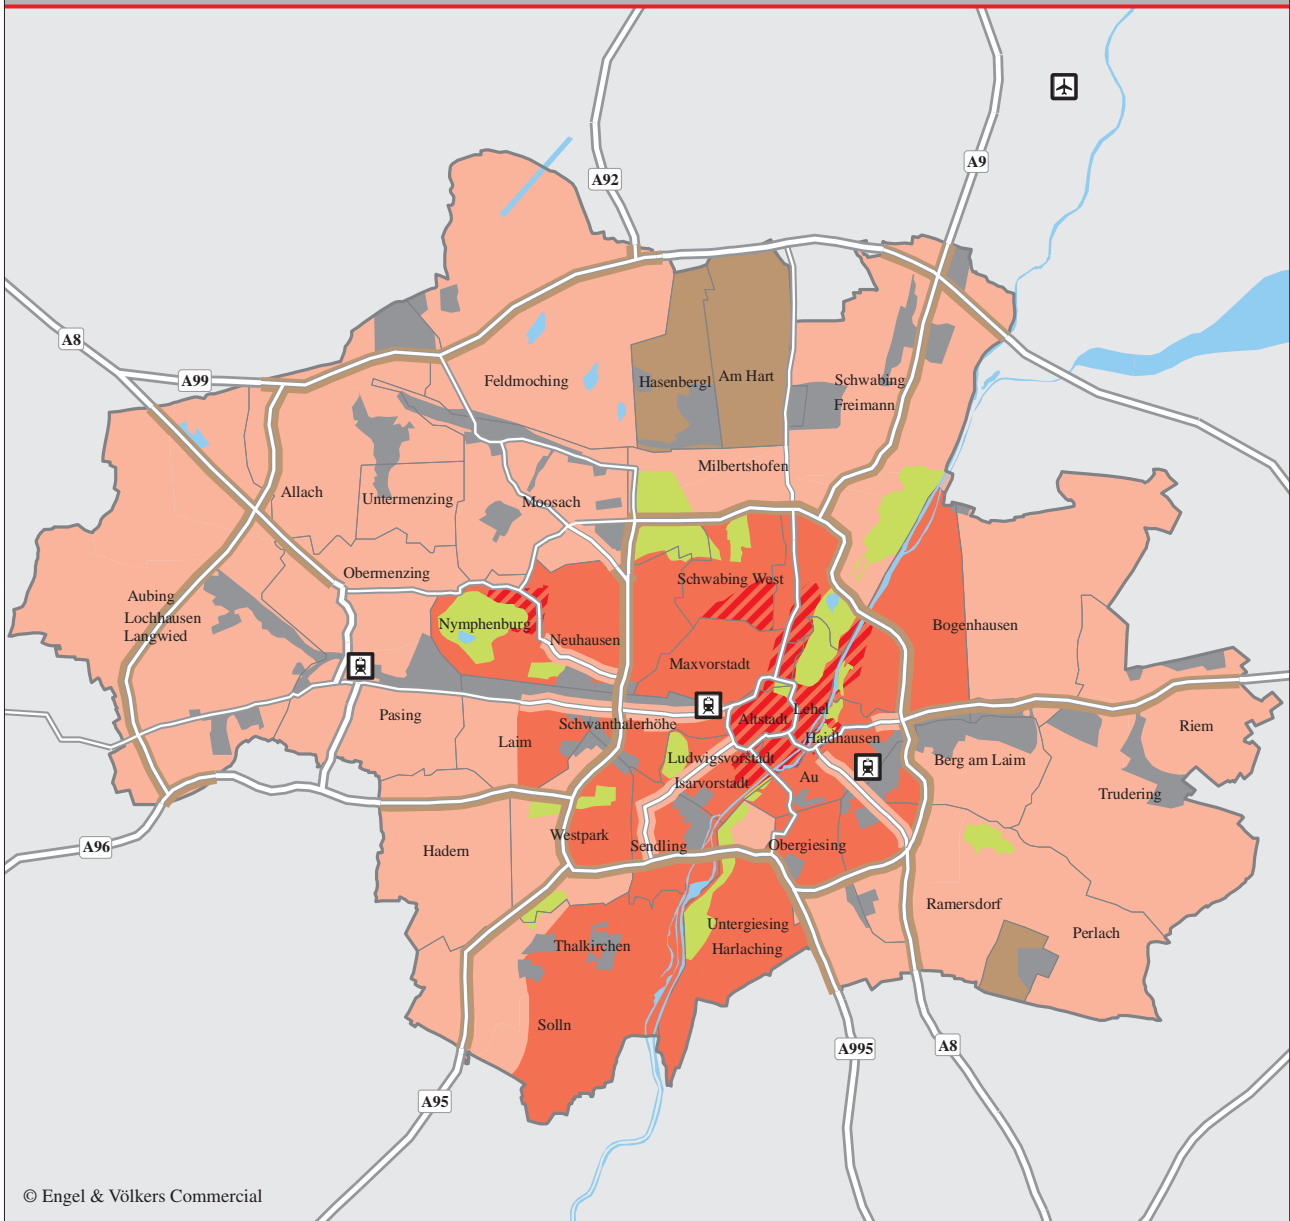 A9
A92
A8
A99
Feldmoching
Hasenbergl
Am Hart
Schwabing
Freimann
Milbertshofen
Allach
Untermenzing
Moosach
Obermenzing
Schwabing West
Aubing
Lochhausen
Langwied
Nymphenburg
Neuhausen
Bogenhausen
Maxvorstadt
Pasing
Schwanthalerhöhe
Altstadt
Lehel
Riem
Laim
Haidhausen
Ludwigsvorstadt
Berg am Laim
Isarvorstadt
Au
Trudering
Westpark
Sendling
Obergiesing
A96
Hadern
Ramersdorf
Untergiesing
Harlaching
Perlach
Thalkirchen
Solln
A995
A8
A95
© Engel & Völkers Commercial